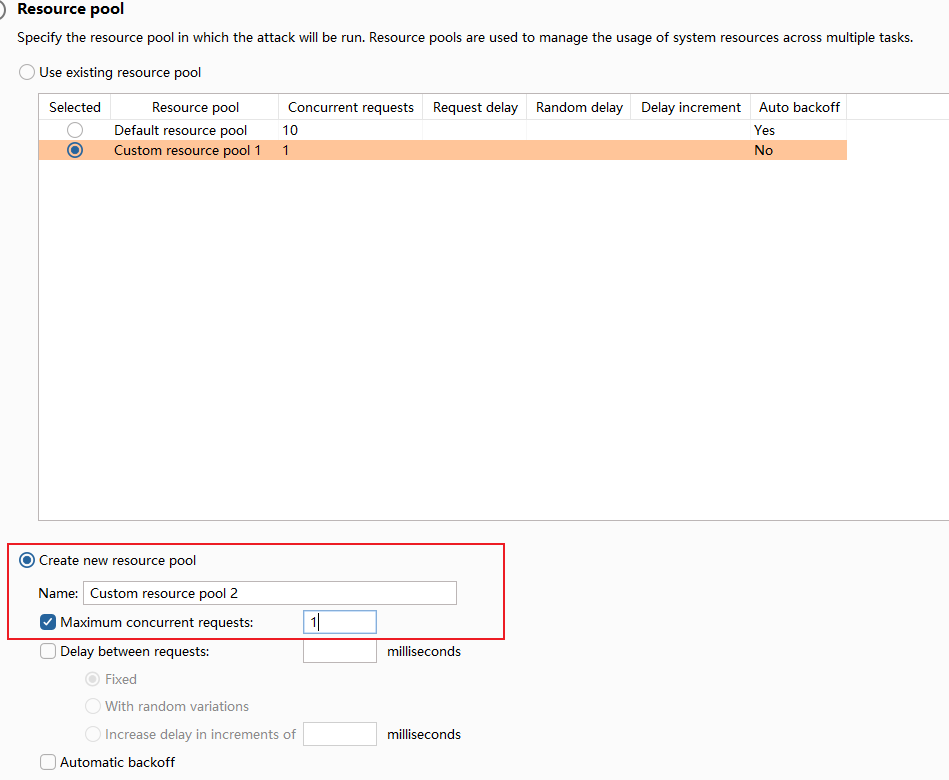 Resource pool
Specify the resource pool in which the attack will be run. Resource pools are used to manage the usage of system resources across multiple tasks.
Use existing resource pool
Selected Resource pool Concurrent requests Request delay Random delay Delay increment Auto backoff
Default resource pool 10 Yes
Custom resource pool 1 1 No
Create new resource pool
Name: Custom resource pool 2
Maximum concurrent requests: 1
Delay between requests: milliseconds
Fixed
With random variations
Increase delay in increments of milliseconds
Automatic backoff